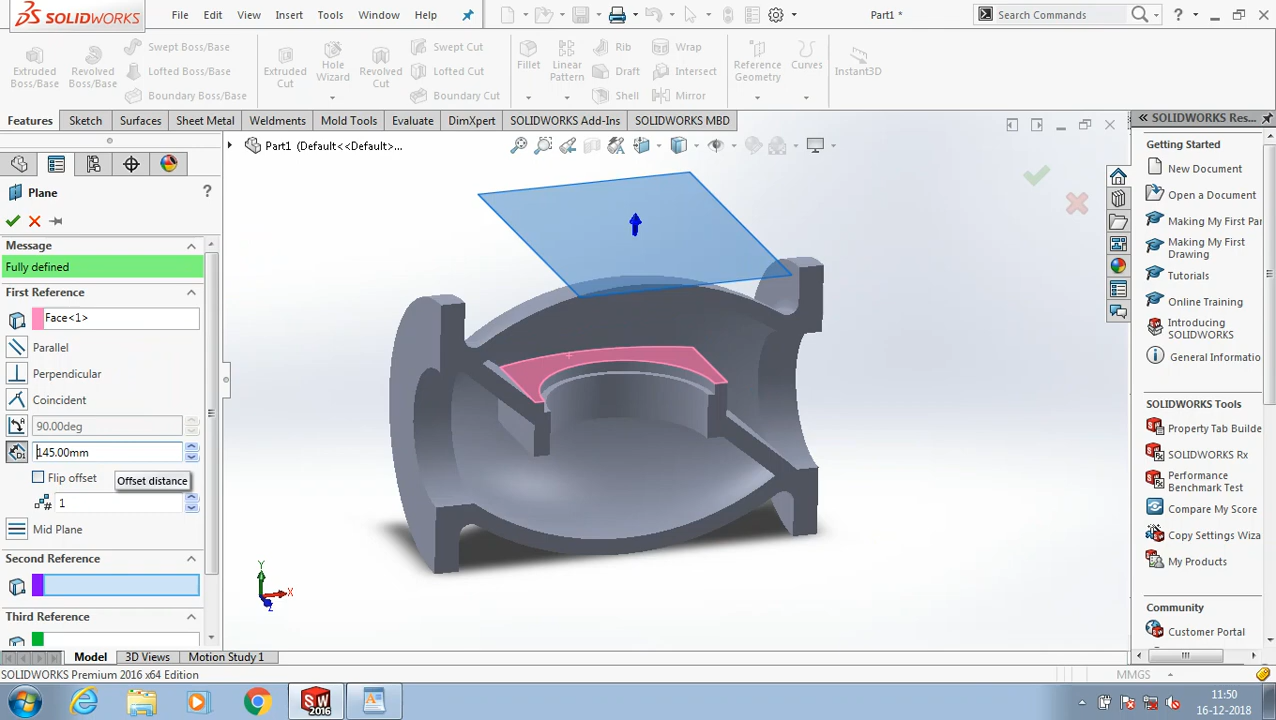 SOLIDWORKS
File Edit View Insert Tools Window Help
Part1 *
Search Commands
?
Extruded Boss/Base
Revolved Boss/Base
Swept Boss/Base
Lofted Boss/Base
Boundary Boss/Base
Extruded Cut
Hole Wizard
Revolved Cut
Swept Cut
Lofted Cut
Boundary Cut
Fillet
Linear Pattern
Rib
Draft
Shell
Wrap
Intersect
Mirror
Reference Geometry
Curves
Instant3D
Features Sketch Surfaces Sheet Metal Weldments Mold Tools Evaluate DimXpert SOLIDWORKS Add-Ins SOLIDWORKS MBD
Part1 (Default<<Default>...
Plane
?
Message
Fully defined
First Reference
Face<1>
Parallel
Perpendicular
Coincident
90.00deg
145.00mm
Flip offset
Offset distance
1
Mid Plane
Second Reference
Third Reference
Y
X
Z
SOLIDWORKS Res...
Getting Started
New Document
Open a Document
Making My First Par
Making My First
Drawing
Tutorials
Online Training
Introducing
SOLIDWORKS
General Informatio
SOLIDWORKS Tools
Property Tab Builde
SOLIDWORKS Rx
Performance
Benchmark Test
Compare My Score
Copy Settings Wiza
My Products
Community
Customer Portal
Model 3D Views Motion Study 1
SOLIDWORKS Premium 2016 x64 Edition
MMGS
SW
2016
11:50
16-12-2018